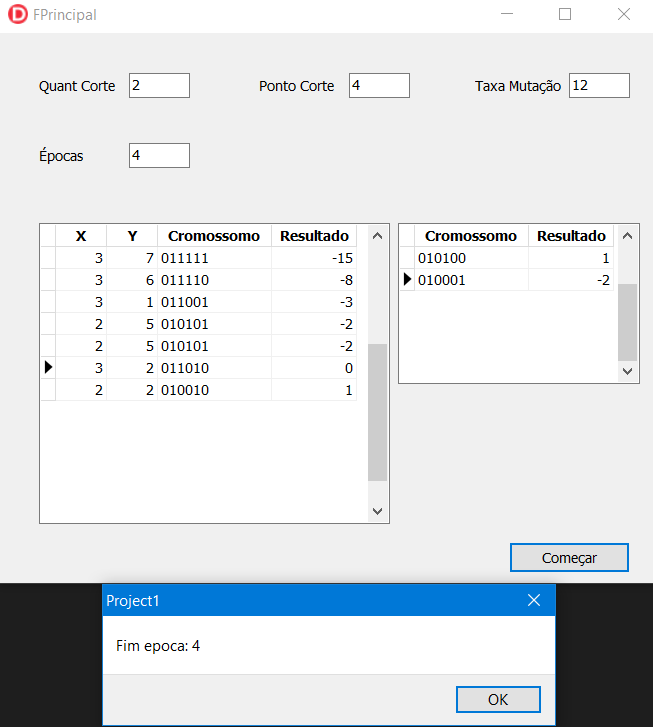 FPrincipal
Quant Corte 2 Ponto Corte 4 Taxa Mutação 12
Épocas 4
X Y Cromossomo Resultado
3 7 011111 -15
3 6 011110 -8
3 1 011001 -3
2 5 010101 -2
2 5 010101 -2
3 2 011010 0
2 2 010010 1
Cromossomo Resultado
010100 1
010001 -2
Começar
Project1
Fim epoca: 4
OK